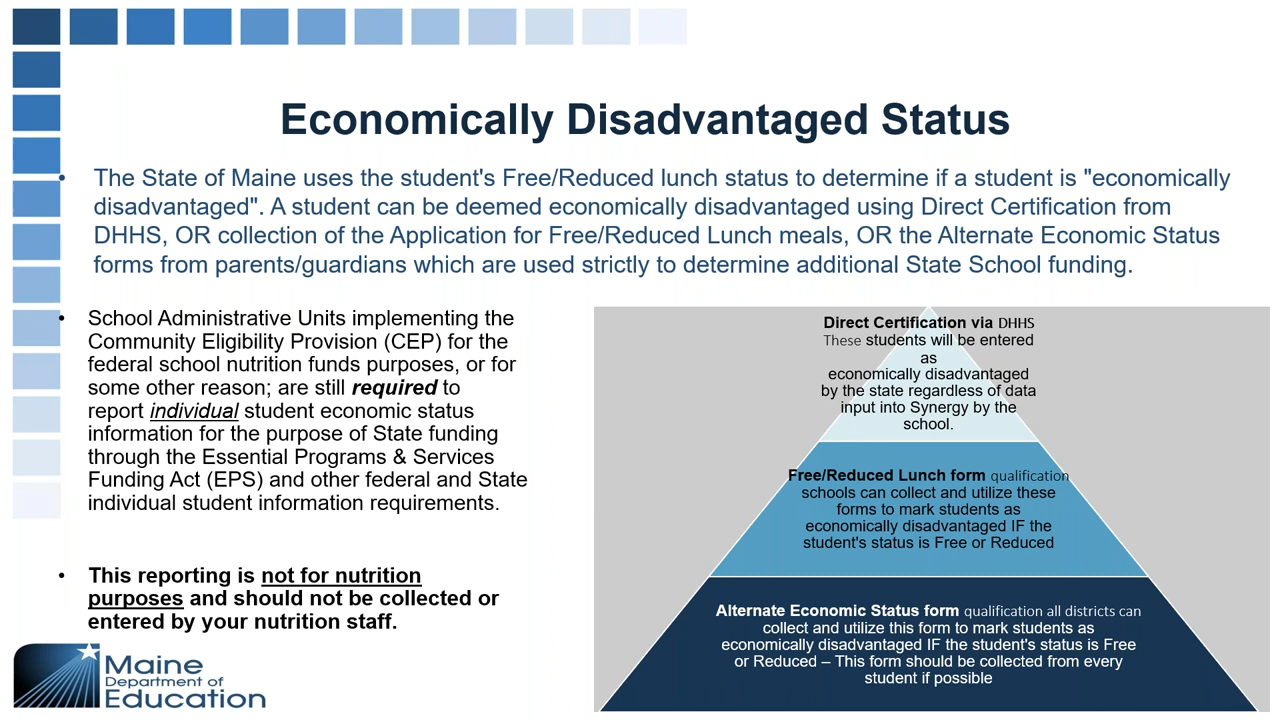 Economically Disadvantaged Status
• The State of Maine uses the student's Free/Reduced lunch status to determine if a student is "economically
disadvantaged". A student can be deemed economically disadvantaged using Direct Certification from
DHHS, OR collection of the Application for Free/Reduced Lunch meals, OR the Alternate Economic Status
forms from parents/guardians which are used strictly to determine additional State School funding.
• School Administrative Units implementing the
Community Eligibility Provision (CEP) for the
federal school nutrition funds purposes, or for
some other reason; are still required to
report individual student economic status
information for the purpose of State funding
through the Essential Programs & Services
Funding Act (EPS) and other federal and State
individual student information requirements.
• This reporting is not for nutrition
purposes and should not be collected or
entered by your nutrition staff.
Direct Certification via DHHS
These students will be entered
as
economically disadvantaged
by the state regardless of data
input into Synergy by the
school.
Free/Reduced Lunch form qualification
schools can collect and utilize these
forms to mark students as
economically disadvantaged IF the
student's status is Free or Reduced
Alternate Economic Status form qualification all districts can
collect and utilize this form to mark students as
economically disadvantaged IF the student's status is Free
or Reduced – This form should be collected from every
student if possible
Maine
Department of
Education